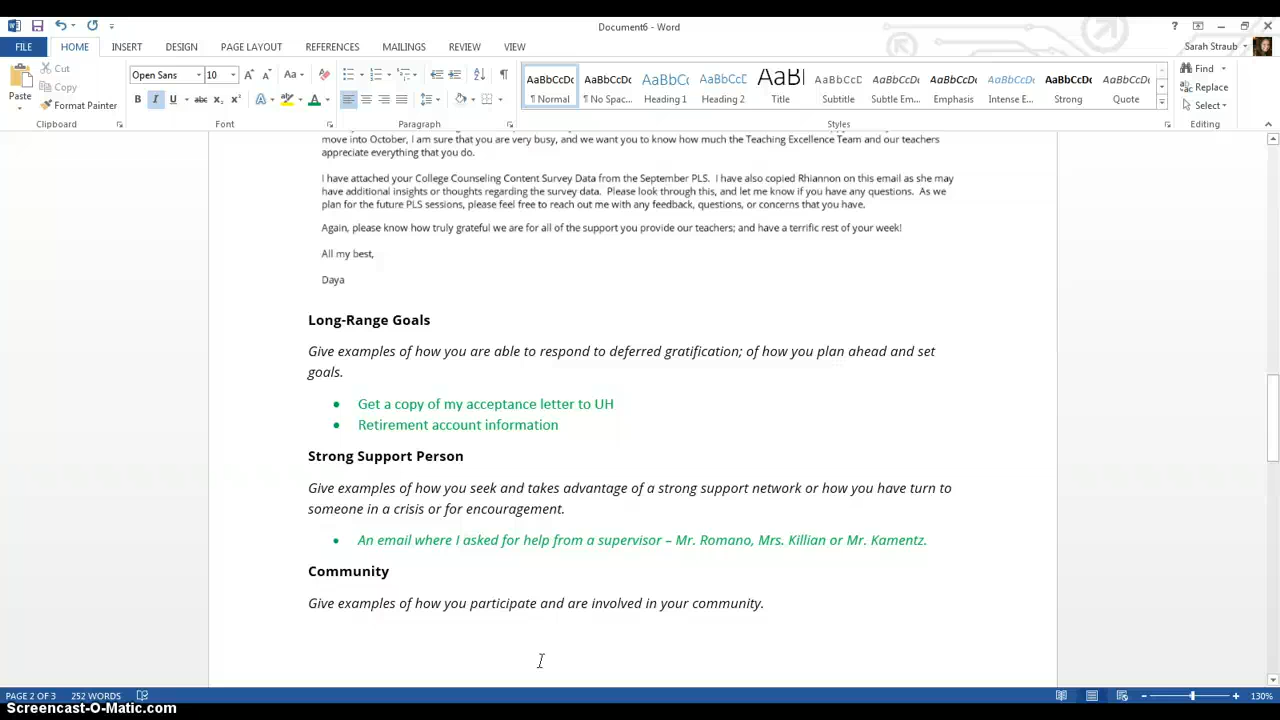 Document6 - Word
FILE HOME INSERT DESIGN PAGE LAYOUT REFERENCES MAILINGS REVIEW VIEW
Sarah Straub
Paste
Cut
Copy
Format Painter
Clipboard
Open Sans 10
Font
Paragraph
AaBbCcDc AaBbCcDc AaBbCc AaBbCcD AaB AaBbCcD AaBbCcDc AaBbCcDc AaBbCcDc AaBbCcDc AaBbCcDc
¶ Normal ¶ No Spac... Heading 1 Heading 2 Title Subtitle Subtle Em... Emphasis Intense E... Strong Quote
Styles
Find
Replace
Select
Editing
move into October, I am sure that you are very busy, and we want you to know how much the Teaching Excellence Team and our teachers
appreciate everything that you do.
I have attached your College Counseling Content Survey Data from the September PLS. I have also copied Rhiannon on this email as she may
have additional insights or thoughts regarding the survey data. Please look through this, and let me know if you have any questions. As we
plan for the future PLS sessions, please feel free to reach out me with any feedback, questions, or concerns that you have.
Again, please know how truly grateful we are for all of the support you provide our teachers; and have a terrific rest of your week!
All my best,
Daya
Long-Range Goals
Give examples of how you are able to respond to deferred gratification; of how you plan ahead and set
goals.
• Get a copy of my acceptance letter to UH
• Retirement account information
Strong Support Person
Give examples of how you seek and takes advantage of a strong support network or how you have turn to
someone in a crisis or for encouragement.
• An email where I asked for help from a supervisor – Mr. Romano, Mrs. Killian or Mr. Kamentz.
Community
Give examples of how you participate and are involved in your community.
PAGE 2 OF 3 252 WORDS 130%
Screencast-O-Matic.com